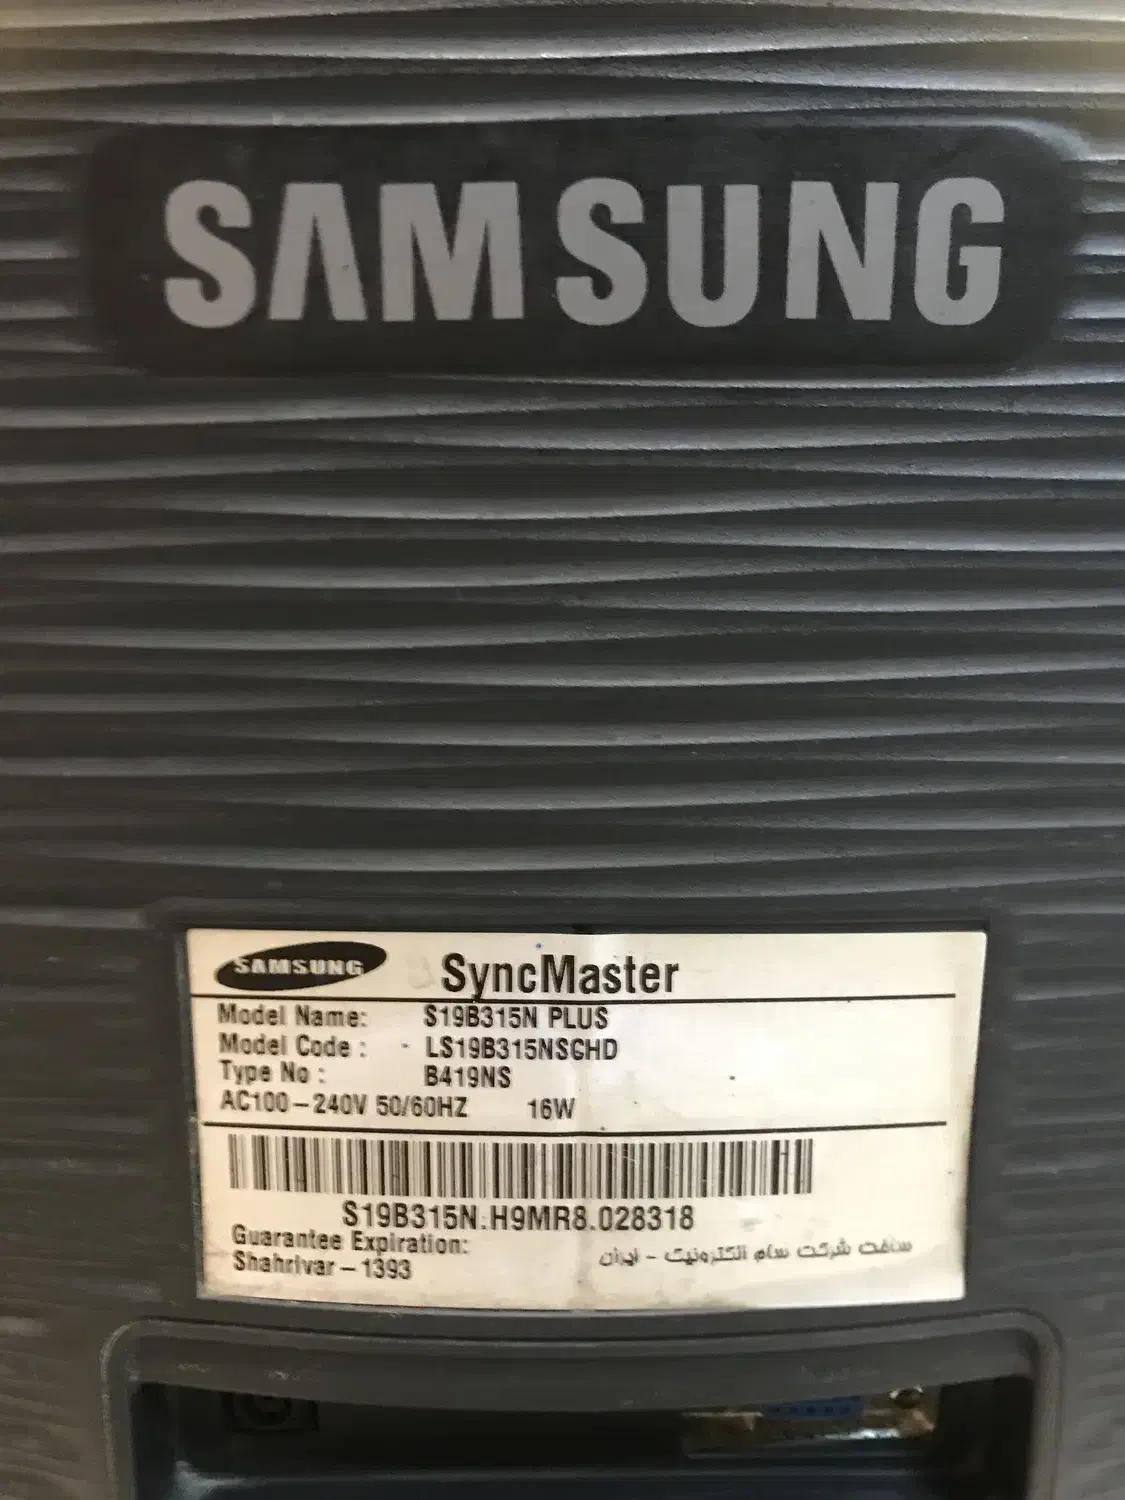 SAMSUNG
SAMSUNG SyncMaster
Model Name: S19B315N PLUS
Model Code : LS19B315NSGHD
Type No : B419NS
AC100-240V 50/60HZ 16W
S19B315N.H9MR8.028318
Guarantee Expiration:
Shahrivar-1393
ساخت شرکت سام الکترونیک - ایران